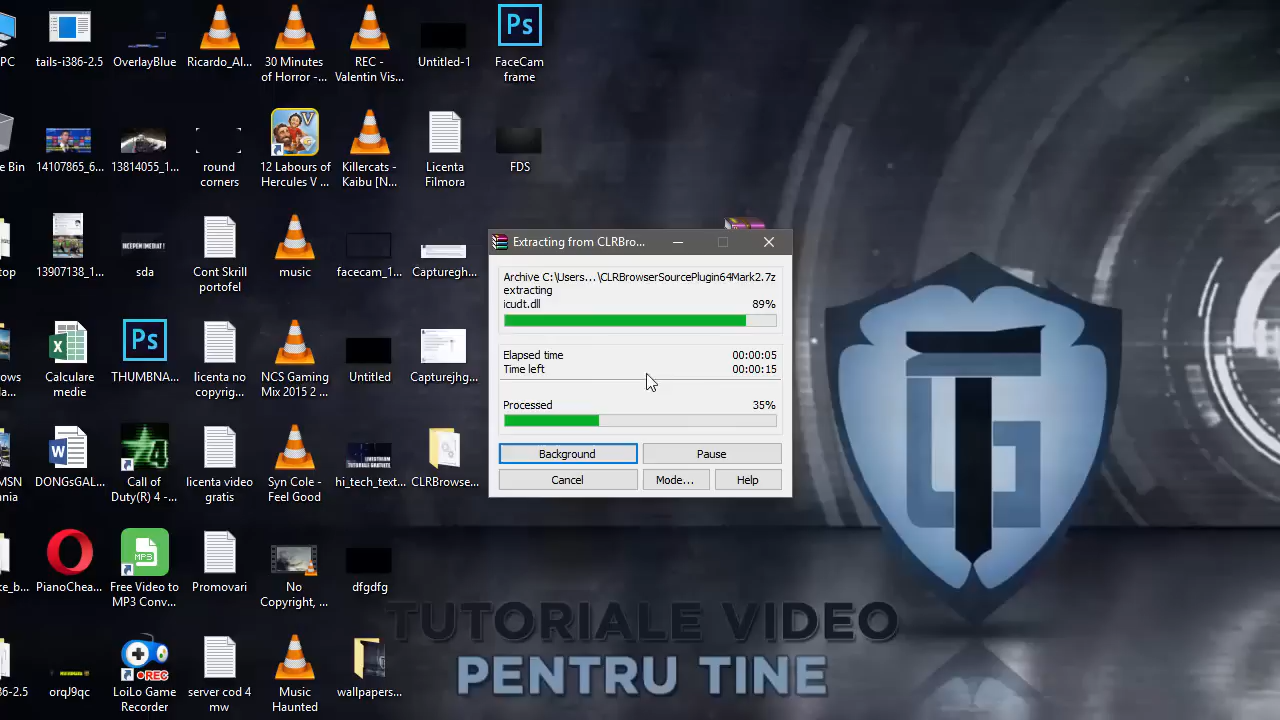 PC
tails-i386-2.5
OverlayBlue
Ricardo_Al...
30 Minutes
of Horror -...
REC -
Valentin Vis...
Untitled-1
Ps
FaceCam
frame
e Bin
14107865_6...
13814055_1...
round
corners
V
12 Labours of
Hercules V ...
Killercats -
Kaibu [N...
Licenta
Filmora
FDS
top
13907138_1...
sda
Cont Skrill
portofel
music
facecam_1...
Capturegh...
Calculare
medie
Ps
THUMBNA...
licenta no
copyrig...
NCS Gaming
Mix 2015 2 ...
Untitled
Capturejhg...
MSN
DONGsGAL...
4
Call of
Duty(R) 4 -...
licenta video
gratis
Syn Cole -
Feel Good
hi_tech_text...
CLRBrowse...
PianoChea...
MP3
Free Video to
MP3 Conv...
Promovari
No
Copyright, ...
dfgdfg
36-2.5
orqJ9qc
REC
LoiLo Game
Recorder
server cod 4
mw
Music
Haunted
wallpapers...
Extracting from CLRBro...
Archive C:\Users...\CLRBrowserSourcePlugin64Mark2.7z
extracting
icudt.dll 89%
Elapsed time 00:00:05
Time left 00:00:15
Processed 35%
Background
Pause
Cancel
Mode...
Help
TUTORIALE VIDEO
PENTRU TINE